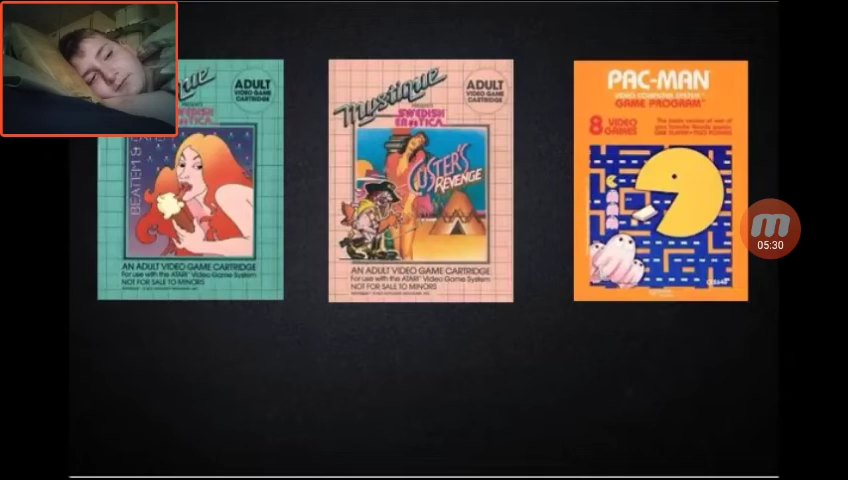 ADULT
VIDEO GAME
CARTRIDGE
AN ADULT VIDEO GAME CARTRIDGE
For use with the ATARI Video Game System
NOT FOR SALE TO MINORS
Mystique
PRESENTS
SWEDISH
EROTICA
ADULT
VIDEO GAME
CARTRIDGE
CUSTER'S
REVENGE
AN ADULT VIDEO GAME CARTRIDGE
For use with the ATARI Video Game System
NOT FOR SALE TO MINORS
PAC-MAN
VIDEO COMPUTER SYSTEM
GAME PROGRAM
8 VIDEO
GAMES
05:30